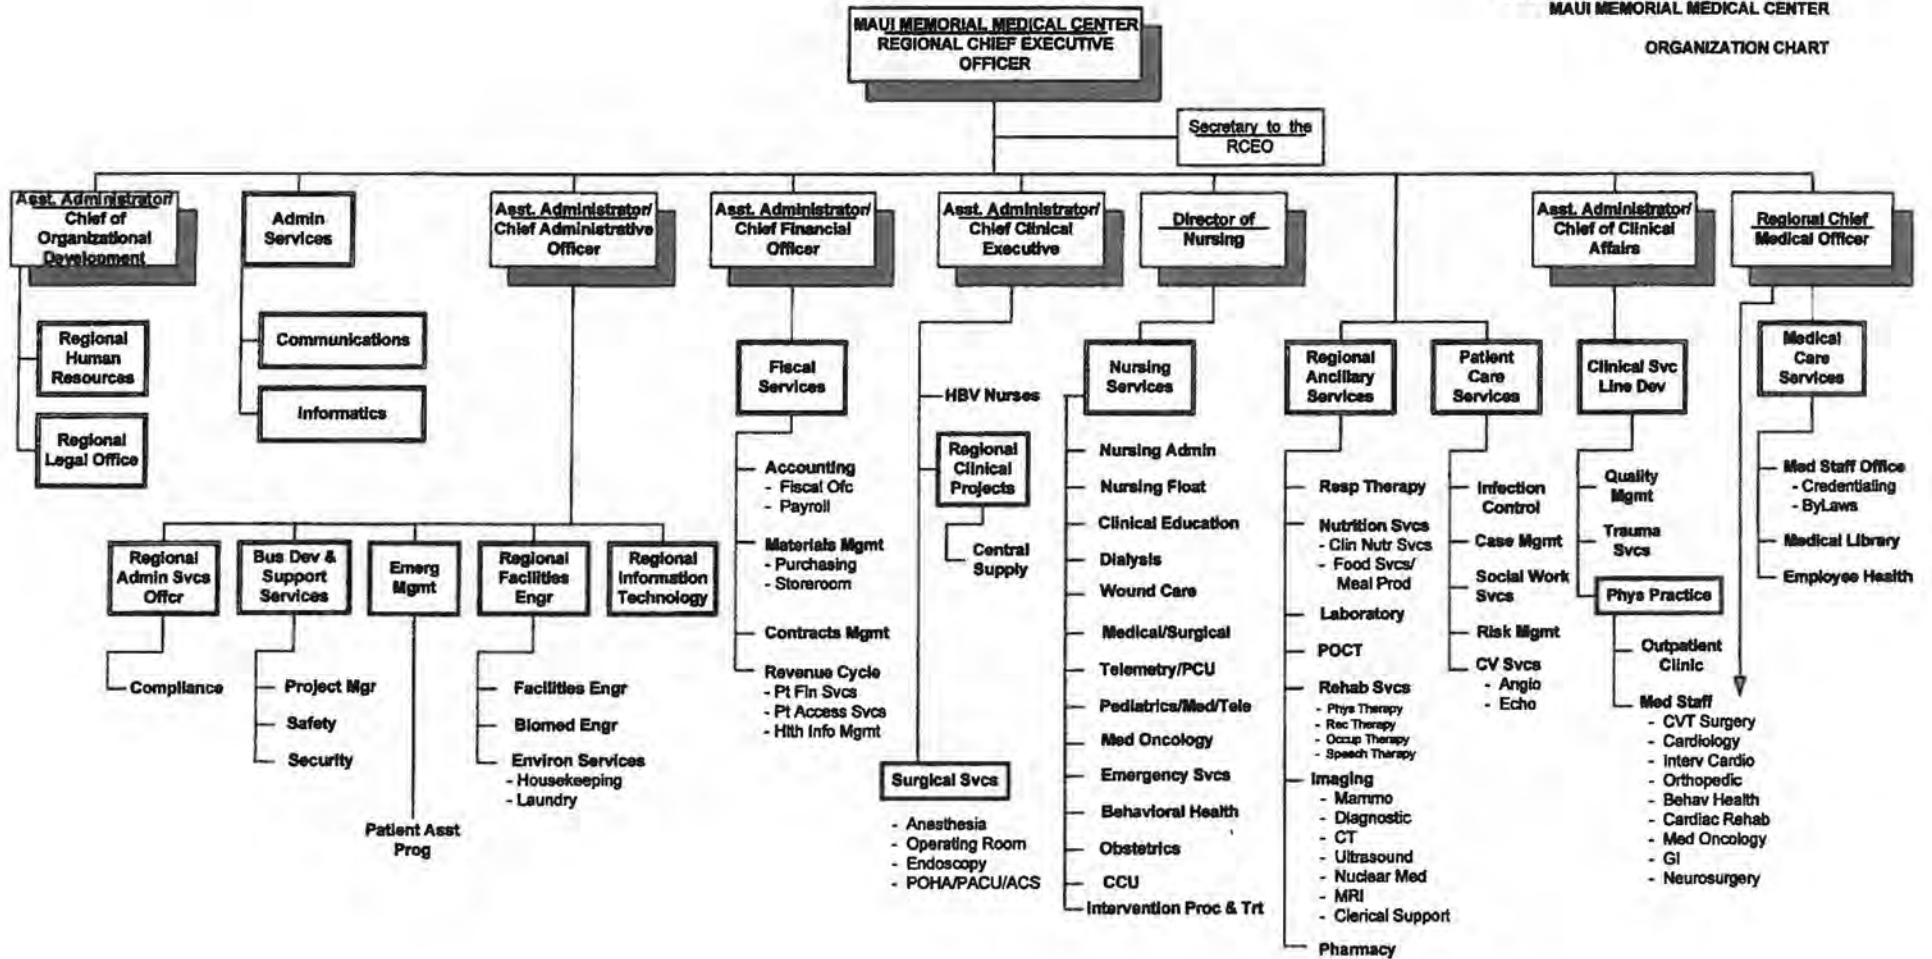 MAUI MEMORIAL MEDICAL CENTER
ORGANIZATION CHART
MAUI MEMORIAL MEDICAL CENTER
REGIONAL CHIEF EXECUTIVE
OFFICER
Secretary to the
RCEO
Asst. Administrator/
Chief of
Organizational
Development
Admin
Services
Asst. Administrator/
Chief Administrative
Officer
Asst. Administrator/
Chief Financial
Officer
Asst. Administrator/
Chief Clinical
Executive
Director of
Nursing
Asst. Administrator/
Chief of Clinical
Affairs
Regional Chief
Medical Officer
Regional
Human
Resources
Regional
Legal Office
Communications
Informatics
Regional
Admin Svcs
Offcr
Compliance
Bus Dev &
Support
Services
Project Mgr
Safety
Security
Emerg
Mgmt
Patient Asst
Prog
Regional
Facilities
Engr
Facilities Engr
Biomed Engr
Environ Services
- Housekeeping
- Laundry
Regional
Information
Technology
Fiscal
Services
Accounting
- Fiscal Ofc
- Payroll
Materials Mgmt
- Purchasing
- Storeroom
Contracts Mgmt
Revenue Cycle
- Pt Fin Svcs
- Pt Access Svcs
- Hlth Info Mgmt
HBV Nurses
Regional
Clinical
Projects
Central
Supply
Surgical Svcs
- Anesthesia
- Operating Room
- Endoscopy
- POHA/PACU/ACS
Nursing
Services
Nursing Admin
Nursing Float
Clinical Education
Dialysis
Wound Care
Medical/Surgical
Telemetry/PCU
Pediatrics/Med/Tele
Med Oncology
Emergency Svcs
Behavioral Health
Obstetrics
CCU
Intervention Proc & Trt
Regional
Ancillary
Services
Resp Therapy
Nutrition Svcs
- Clin Nutr Svcs
- Food Svcs/
Meal Prod
Laboratory
POCT
Rehab Svcs
- Phys Therapy
- Rec Therapy
- Occup Therapy
- Speech Therapy
Imaging
- Mammo
- Diagnostic
- CT
- Ultrasound
- Nuclear Med
- MRI
- Clerical Support
Pharmacy
Patient
Care
Services
Infection
Control
Case Mgmt
Social Work
Svcs
Risk Mgmt
CV Svcs
- Angio
- Echo
Clinical Svc
Line Dev
Quality
Mgmt
Trauma
Svcs
Phys Practice
Outpatient
Clinic
Med Staff
- CVT Surgery
- Cardiology
- Interv Cardio
- Orthopedic
- Behav Health
- Cardiac Rehab
- Med Oncology
- GI
- Neurosurgery
Medical
Care
Services
Med Staff Office
- Credentialing
- ByLaws
Medical Library
Employee Health